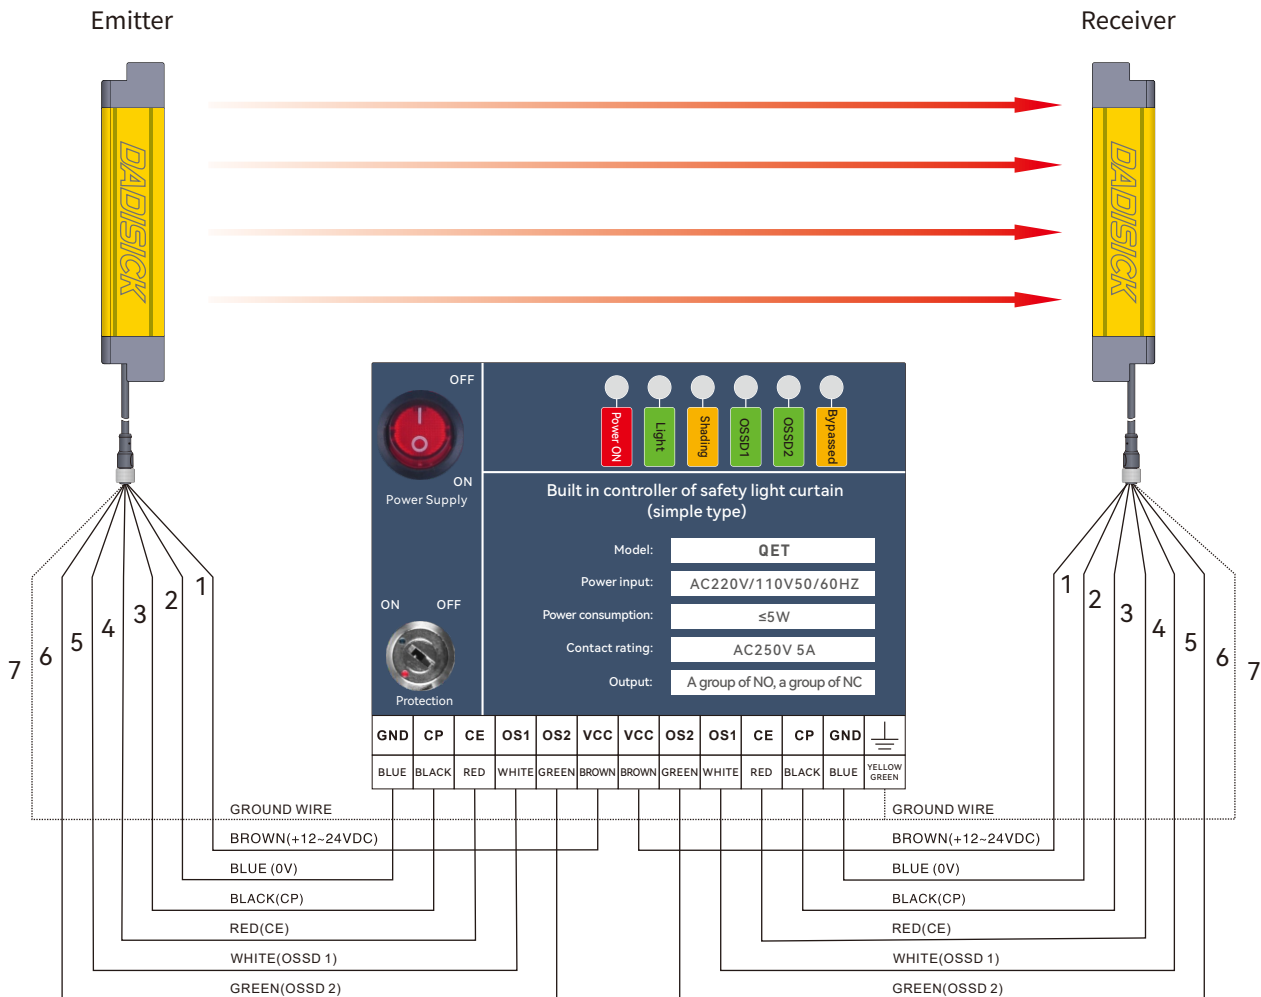 Emitter
Receiver
DADISICK
DADISICK
OFF
ON
Power Supply
ON OFF
Protection
Power ON
Light
Shading
OSSD1
OSSD2
Bypassed
Built in controller of safety light curtain
(simple type)
Model: QET
Power input: AC220V/110V50/60HZ
Power consumption: ≤5W
Contact rating: AC250V 5A
Output: A group of NO, a group of NC
GND CP CE OS1 OS2 VCC VCC OS2 OS1 CE CP GND
BLUE BLACK RED WHITE GREEN BROWN BROWN GREEN WHITE RED BLACK BLUE YELLOW GREEN
7 6 5 4 3 2 1
1 2 3 4 5 6 7
GROUND WIRE GROUND WIRE
BROWN(+12~24VDC) BROWN(+12~24VDC)
BLUE (0V) BLUE (0V)
BLACK(CP) BLACK(CP)
RED(CE) RED(CE)
WHITE(OSSD 1) WHITE(OSSD 1)
GREEN(OSSD 2) GREEN(OSSD 2)